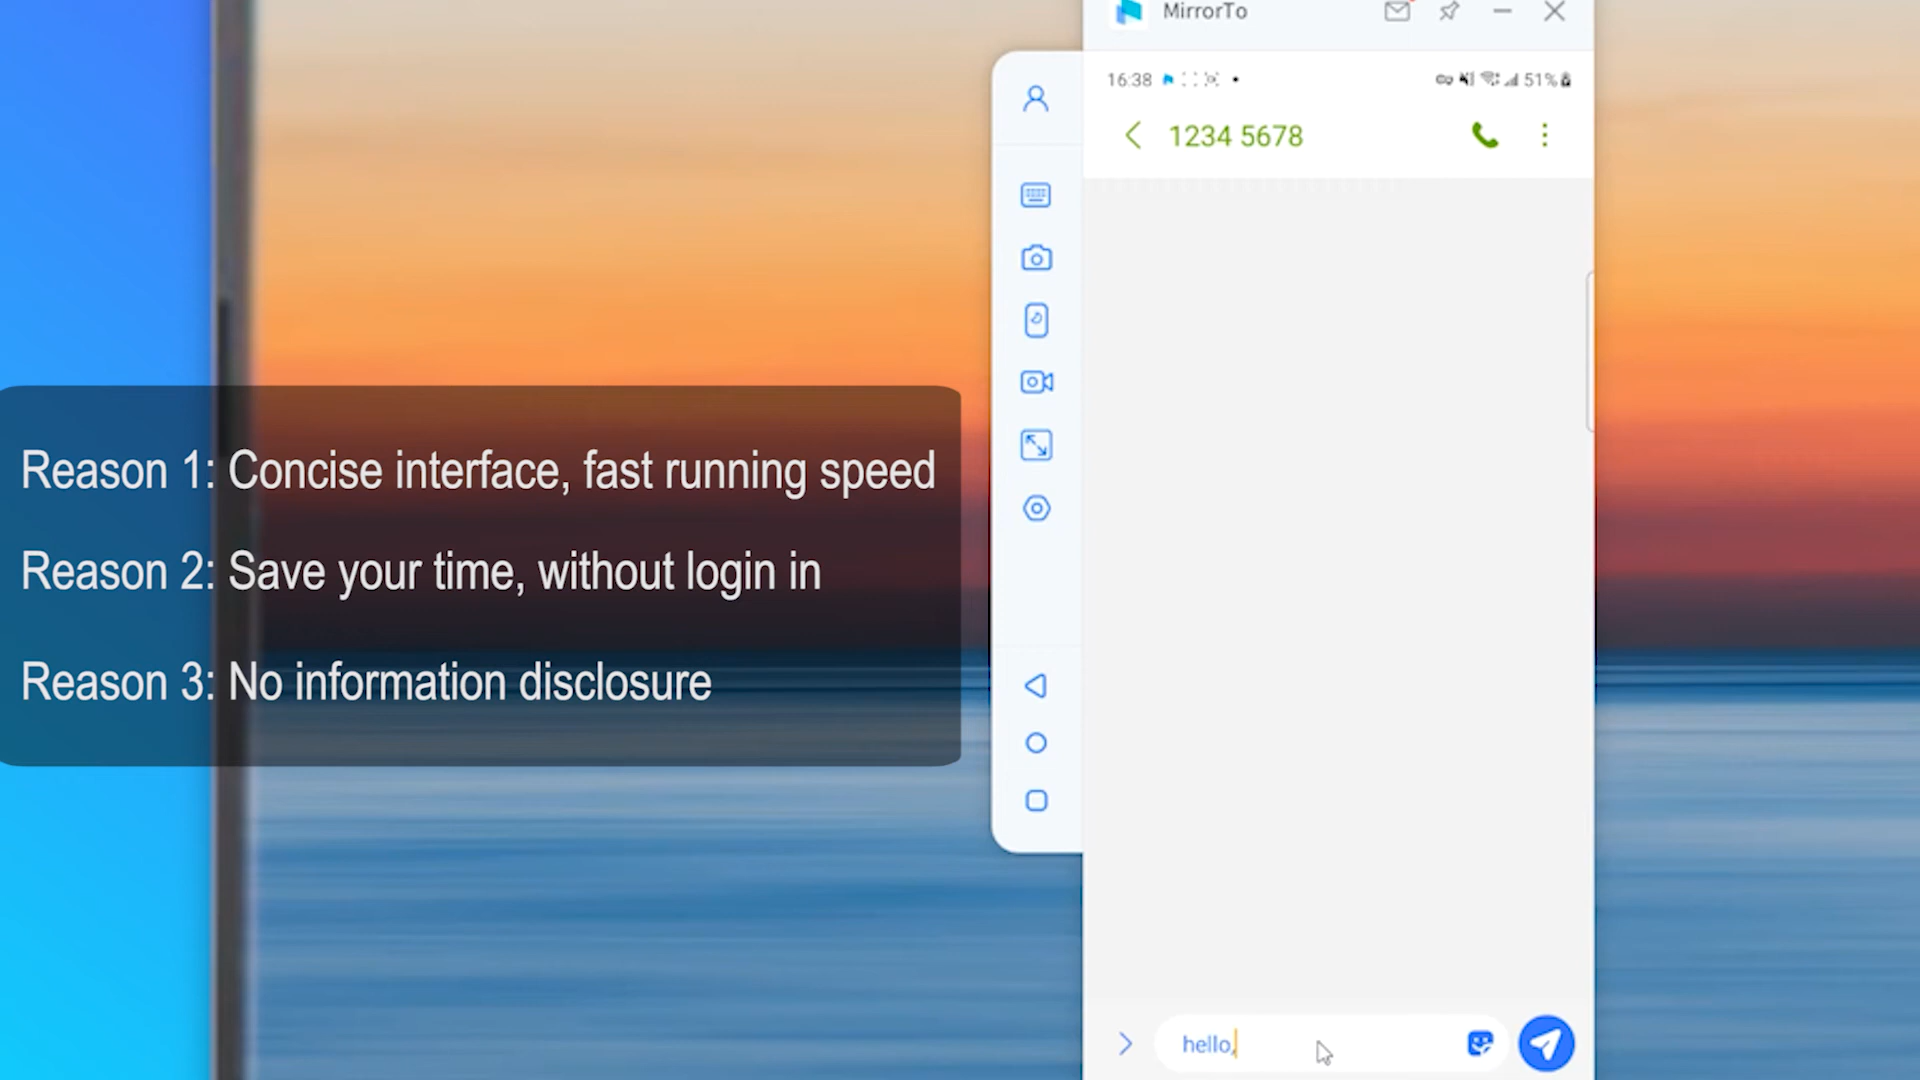 MirrorTo
16:38
51%
1234 5678
Reason 1: Concise interface, fast running speed
Reason 2: Save your time, without login in
Reason 3: No information disclosure
hello,